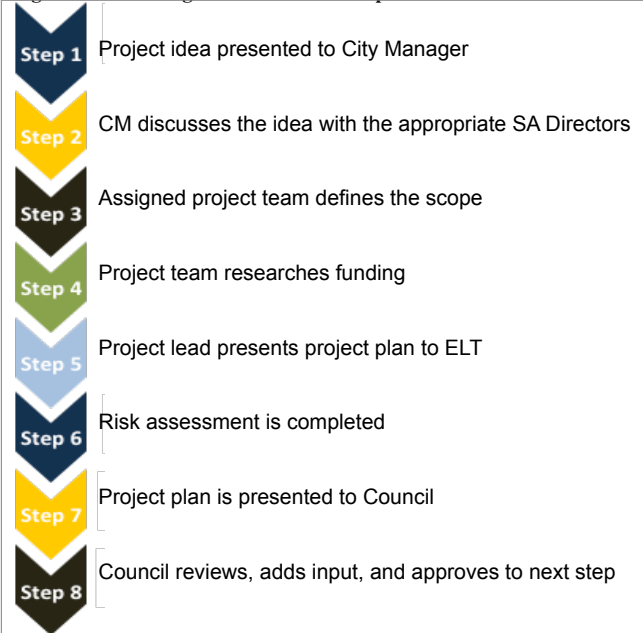 Step 1 Project idea presented to City Manager
Step 2 CM discusses the idea with the appropriate SA Directors
Step 3 Assigned project team defines the scope
Step 4 Project team researches funding
Step 5 Project lead presents project plan to ELT
Step 6 Risk assessment is completed
Step 7 Project plan is presented to Council
Step 8 Council reviews, adds input, and approves to next step